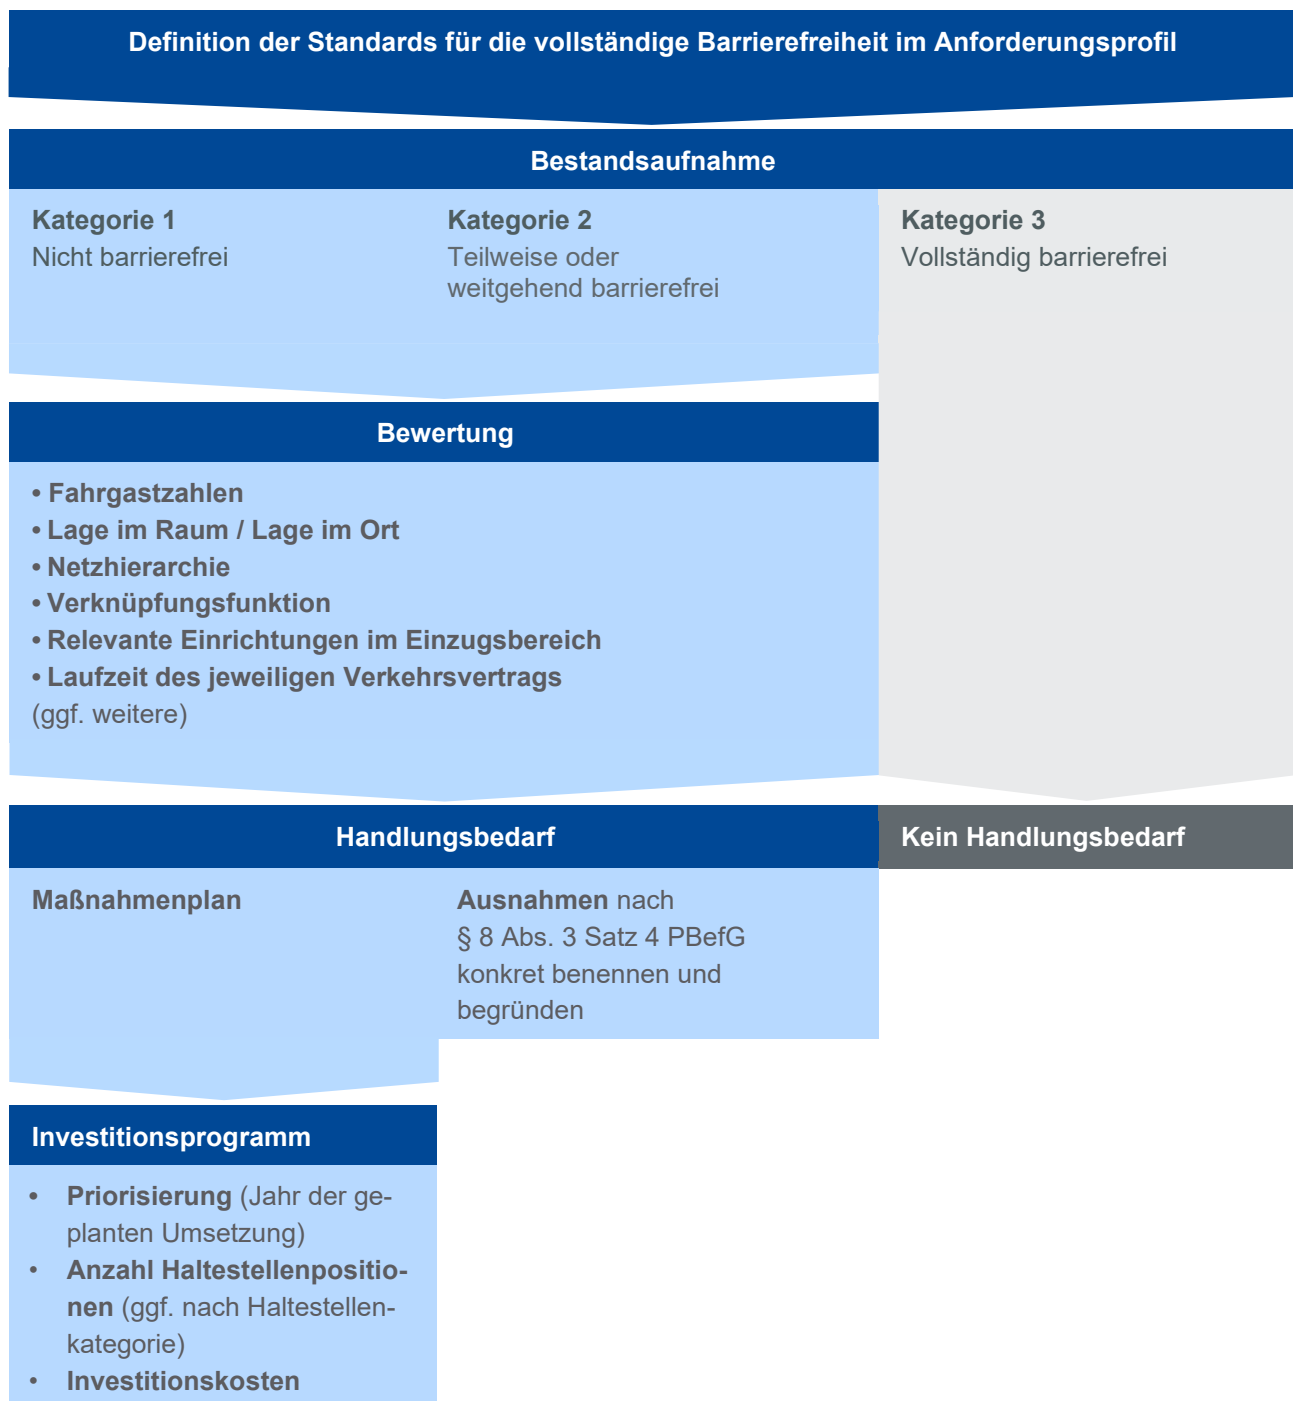 Definition der Standards für die vollständige Barrierefreiheit im Anforderungsprofil
Bestandsaufnahme
Kategorie 1
Nicht barrierefrei
Kategorie 2
Teilweise oder
weitgehend barrierefrei
Kategorie 3
Vollständig barrierefrei
Bewertung
• Fahrgastzahlen
• Lage im Raum / Lage im Ort
• Netzhierarchie
• Verknüpfungsfunktion
• Relevante Einrichtungen im Einzugsbereich
• Laufzeit des jeweiligen Verkehrsvertrags
(ggf. weitere)
Handlungsbedarf
Kein Handlungsbedarf
Maßnahmenplan
Ausnahmen nach
§ 8 Abs. 3 Satz 4 PBefG
konkret benennen und
begründen
Investitionsprogramm
• Priorisierung (Jahr der ge-
planten Umsetzung)
• Anzahl Haltestellenpositio-
nen (ggf. nach Haltestellen-
kategorie)
• Investitionskosten